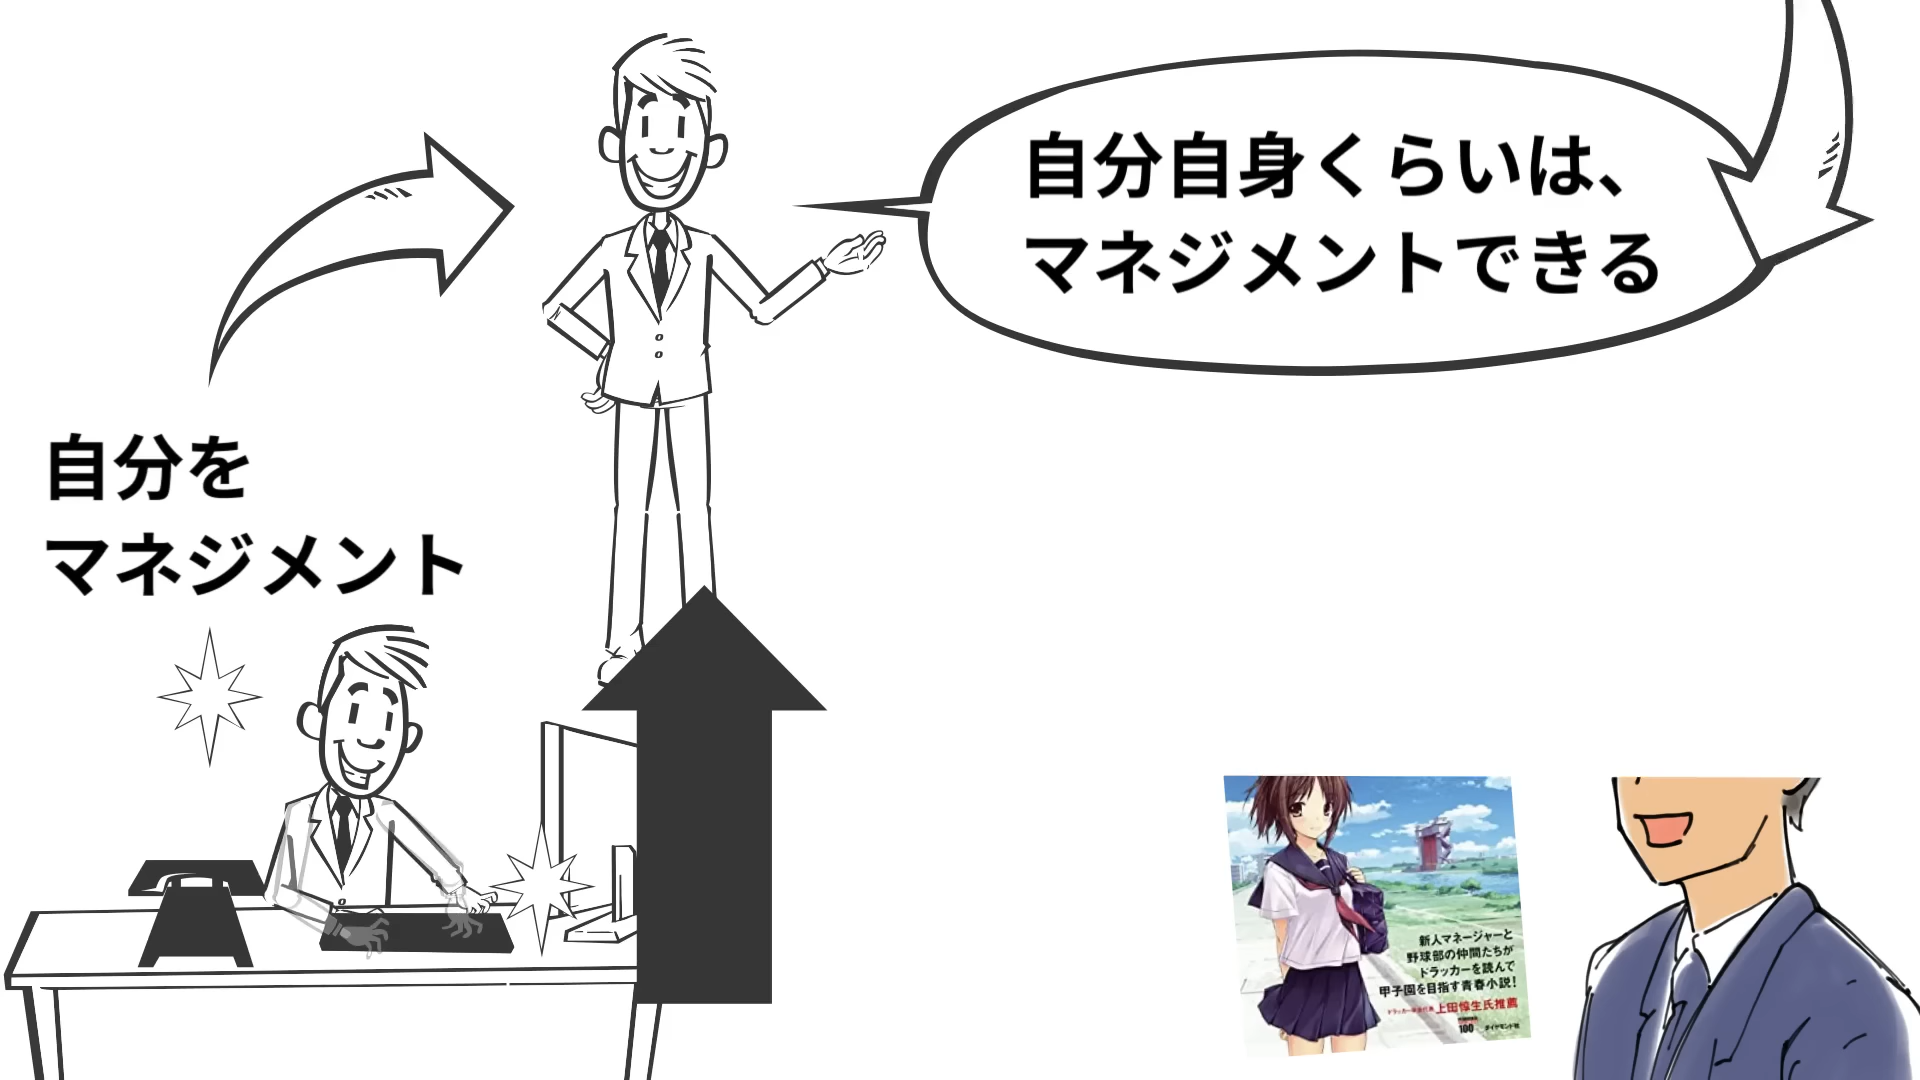 自分自身くらいは、
マネジメントできる
自分を
マネジメント
新人マネージャーと
野球部の仲間たちが
ドラッカーを読んで
甲子園を目指す青春小説!
上田惇生氏推薦
100
ダイヤモンド社